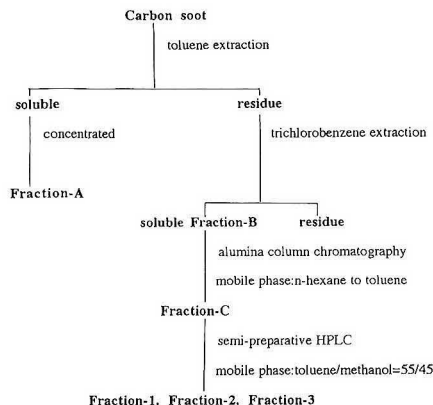 Carbon soot
toluene extraction
soluble residue
concentrated trichlorobenzene extraction
Fraction-A
soluble Fraction-B residue
alumina column chromatography
mobile phase:n-hexane to toluene
Fraction-C
semi-preparative HPLC
mobile phase:toluene/methanol=55/45
Fraction-1, Fraction-2, Fraction-3